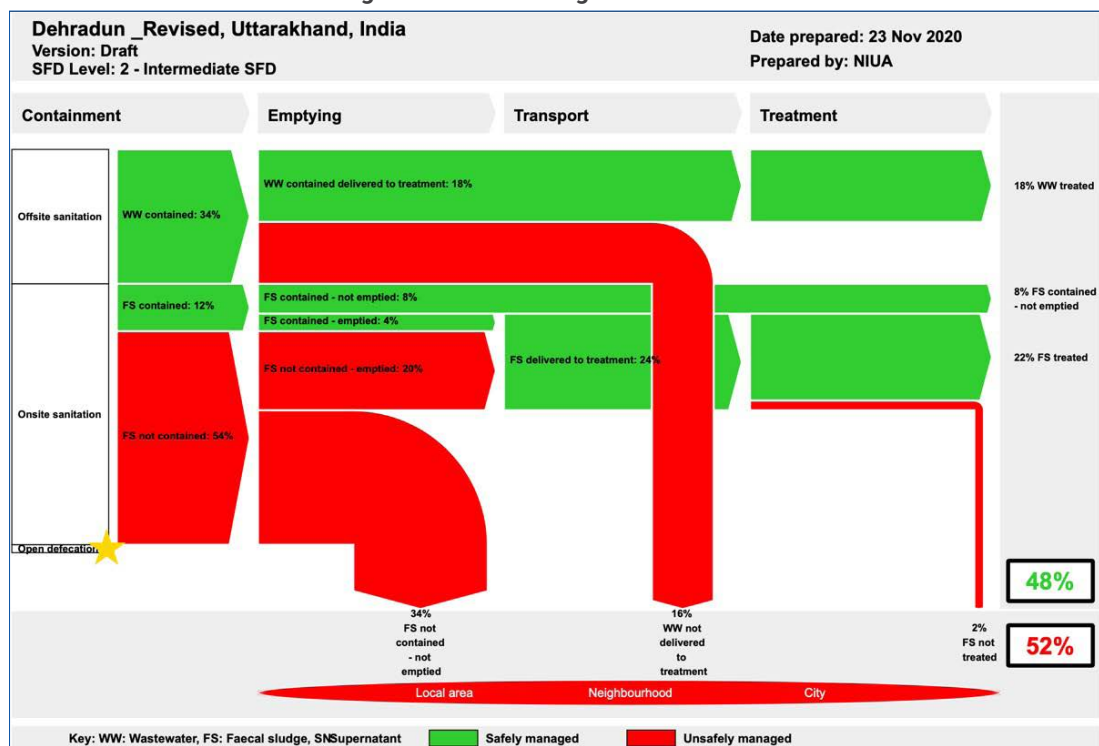 Dehradun _Revised, Uttarakhand, India
Version: Draft
SFD Level: 2 - Intermediate SFD
Date prepared: 23 Nov 2020
Prepared by: NIUA
Containment
Emptying
Transport
Treatment
Offsite sanitation
WW contained: 34%
WW contained delivered to treatment: 18%
18% WW treated
FS contained: 12%
FS contained - not emptied: 8%
8% FS contained
- not emptied
FS contained - emptied: 4%
Onsite sanitation
FS not contained: 54%
FS not contained - emptied: 20%
FS delivered to treatment: 24%
22% FS treated
Open defecation
48%
34%
FS not
contained
- not
emptied
16%
WW not
delivered
to
treatment
2%
FS not
treated
52%
Local area
Neighbourhood
City
Key: WW: Wastewater, FS: Faecal sludge, SN: Supernatant
Safely managed
Unsafely managed